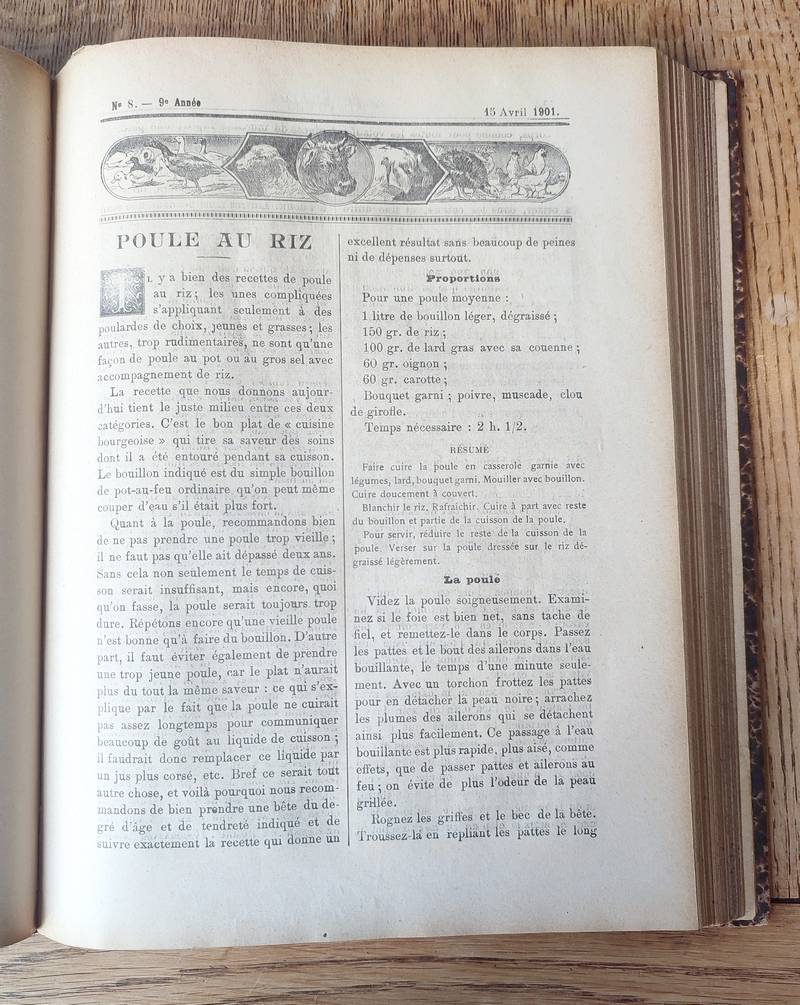 Nº 8. — 9e Année
15 Avril 1901.
POULE AU RIZ
IL y a bien des recettes de poule
au riz; les unes compliquées
s'appliquant seulement à des
poulardes de choix, jeunes et grasses; les
autres, trop rudimentaires, ne sont qu'une
façon de poule au pot ou au gros sel avec
accompagnement de riz.
La recette que nous donnons aujour-
d'hui tient le juste milieu entre ces deux
catégories. C'est le bon plat de « cuisine
bourgeoise » qui tire sa saveur des soins
dont il a été entouré pendant sa cuisson.
Le bouillon indiqué est du simple bouillon
de pot-au-feu ordinaire qu'on peut même
couper d'eau s'il était plus fort.
Quant à la poule, recommandons bien
de ne pas prendre une poule trop vieille;
il ne faut pas qu'elle ait dépassé deux ans.
Sans cela non seulement le temps de cuis-
son serait insuffisant, mais encore, quoi
qu'on fasse, la poule serait toujours trop
dure. Répétons encore qu'une vieille poule
n'est bonne qu'à faire du bouillon. D'autre
part, il faut éviter également de prendre
une trop jeune poule, car le plat n'aurait
plus du tout la même saveur : ce qui s'ex-
plique par le fait que la poule ne cuirait
pas assez longtemps pour communiquer
beaucoup de goût au liquide de cuisson;
il faudrait donc remplacer ce liquide par
un jus plus corsé, etc. Bref ce serait tout
autre chose, et voilà pourquoi nous recom-
mandons de bien prendre une bête du de-
gré d'âge et de tendreté indiqué et de
suivre exactement la recette qui donne un
excellent résultat sans beaucoup de peines
ni de dépenses surtout.
Proportions
Pour une poule moyenne :
1 litre de bouillon léger, dégraissé;
150 gr. de riz;
100 gr. de lard gras avec sa couenne;
60 gr. oignon;
60 gr. carotte;
Bouquet garni; poivre, muscade, clou
de girofle.
Temps nécessaire : 2 h. 1/2.
RÉSUMÉ
Faire cuire la poule en casserole garnie avec
légumes, lard, bouquet garni. Mouiller avec bouillon.
Cuire doucement à couvert.
Blanchir le riz. Rafraîchir. Cuire à part avec reste
du bouillon et partie de la cuisson de la poule.
Pour servir, réduire le reste de la cuisson de la
poule. Verser sur la poule dressée sur le riz dé-
graissé légèrement.
La poule
Videz la poule soigneusement. Exami-
nez si le foie est bien net, sans tache de
fiel, et remettez-le dans le corps. Passez
les pattes et le bout des ailerons dans l'eau
bouillante, le temps d'une minute seule-
ment. Avec un torchon frottez les pattes
pour en détacher la peau noire; arrachez
les plumes des ailerons qui se détachent
ainsi plus facilement. Ce passage à l'eau
bouillante est plus rapide, plus aisé, comme
effets, que de passer pattes et ailerons au
feu; on évite de plus l'odeur de la peau
grillée.
Rognez les griffes et le bec de la bête.
Troussez-la en repliant les pattes le long